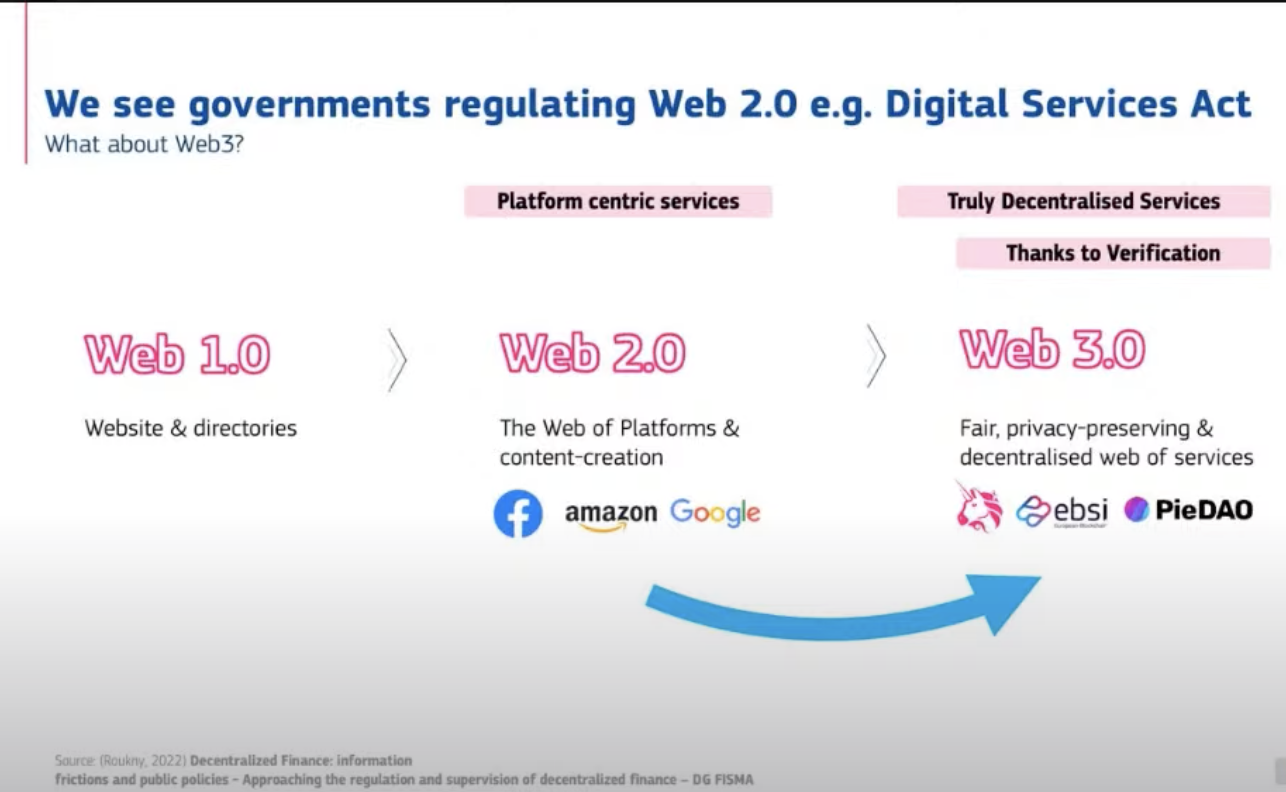 We see governments regulating Web 2.0 e.g. Digital Services Act
What about Web3?
Platform centric services
Truly Decentralised Services
Thanks to Verification
Web 1.0
Web 2.0
Web 3.0
Website & directories
The Web of Platforms &
content-creation
Fair, privacy-preserving &
decentralised web of services
f
amazon
Google
ebsi
PieDAO
Source: (Roukny, 2022) Decentralized Finance: information
frictions and public policies – Approaching the regulation and supervision of decentralized finance – DG FISMA